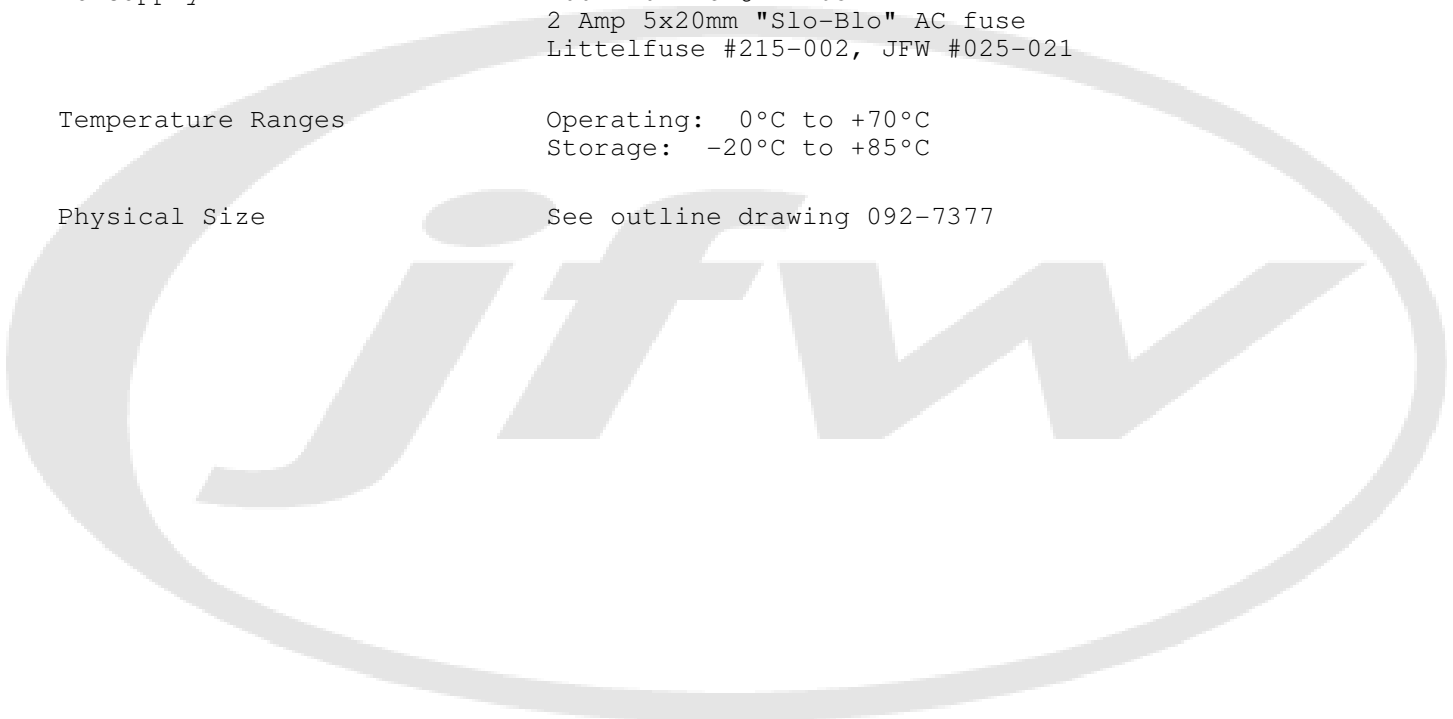 2 Amp 5x20mm "Slo-Blo" AC fuse
Littelfuse #215-002, JFW #025-021
Temperature Ranges Operating: 0°C to +70°C
Storage: -20°C to +85°C
Physical Size See outline drawing 092-7377
jfw